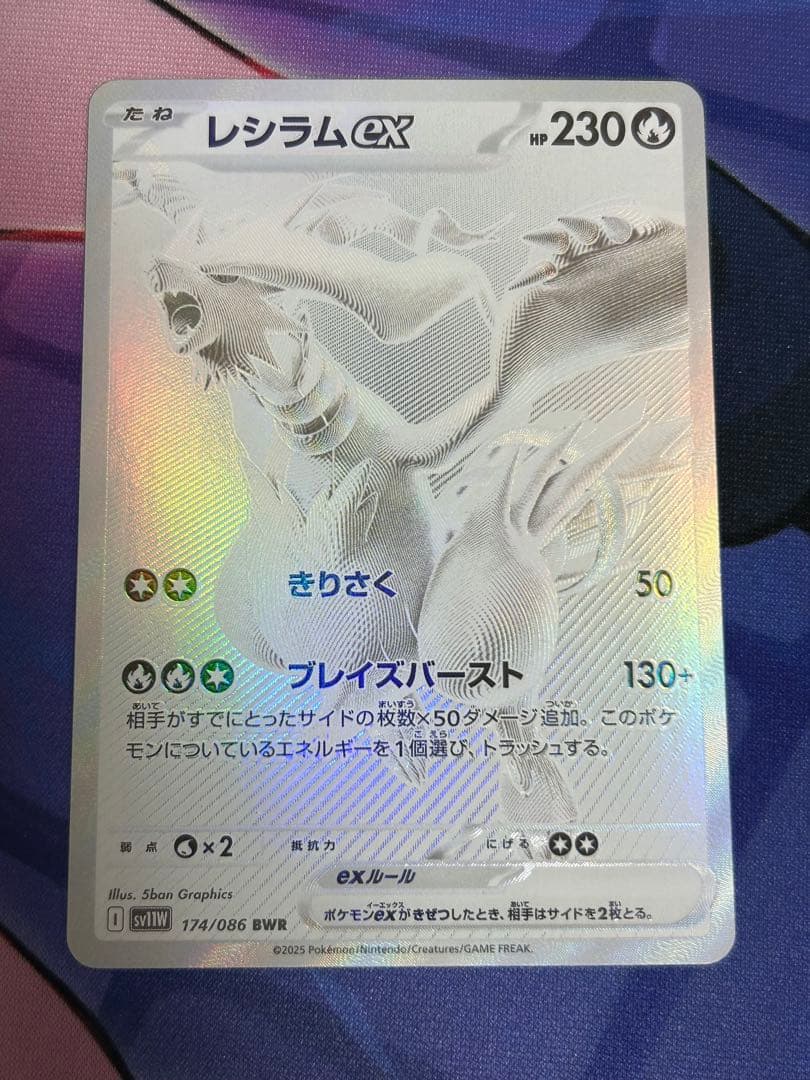 たね
レシラムex
HP 230
きりさく 50
ブレイズバースト 130+
相手がすでにとったサイドの枚数×50ダメージ追加。このポケ
モンについているエネルギーを1個選び、トラッシュする。
弱点 ×2 抵抗力 にげる
exルール
ポケモンexがきぜつしたとき、相手はサイドを2枚とる。
Illus. 5ban Graphics
I SV11W 174/086 BWR
©2025 Pokémon/Nintendo/Creatures/GAME FREAK.